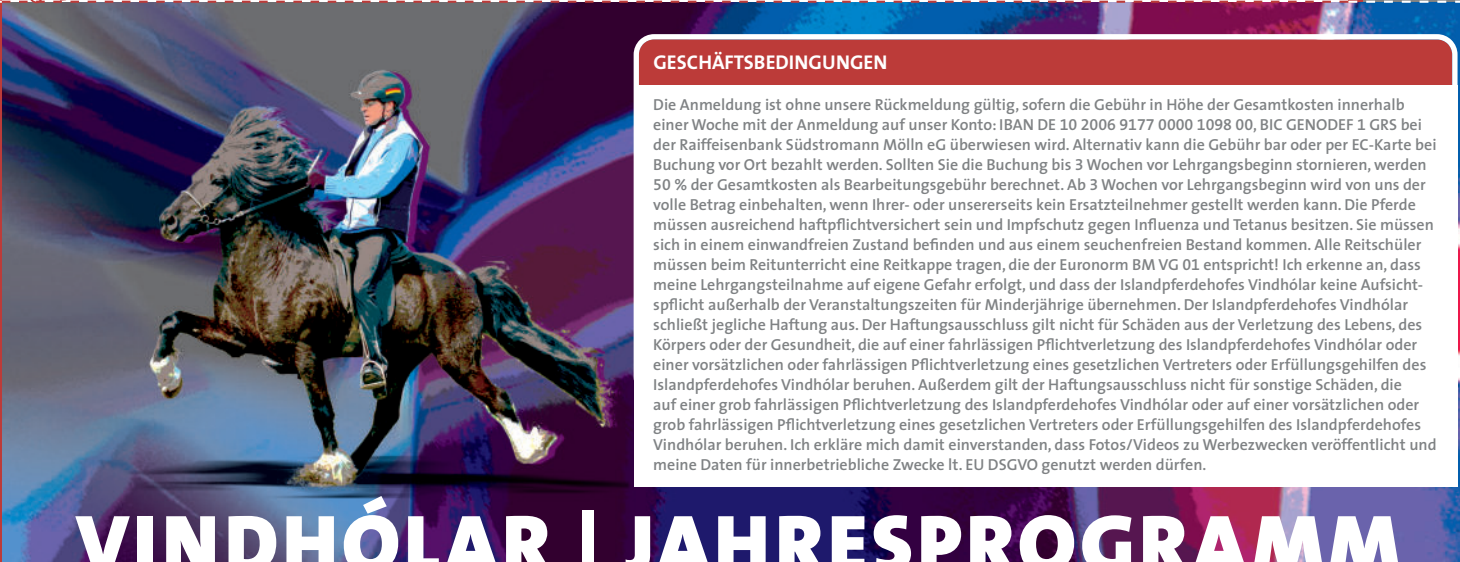 GESCHÄFTSBEDINGUNGEN
Die Anmeldung ist ohne unsere Rückmeldung gültig, sofern die Gebühr in Höhe der Gesamtkosten innerhalb
einer Woche mit der Anmeldung auf unser Konto: IBAN DE 10 2006 9177 0000 1098 00, BIC GENODEF 1 GRS bei
der Raiffeisenbank Südstromann Mölln eG überwiesen wird. Alternativ kann die Gebühr bar oder per EC-Karte bei
Buchung vor Ort bezahlt werden. Sollten Sie die Buchung bis 3 Wochen vor Lehrgangsbeginn stornieren, werden
50 % der Gesamtkosten als Bearbeitungsgebühr berechnet. Ab 3 Wochen vor Lehrgangsbeginn wird von uns der
volle Betrag einbehalten, wenn Ihrer- oder unsererseits kein Ersatzteilnehmer gestellt werden kann. Die Pferde
müssen ausreichend haftpflichtversichert sein und Impfschutz gegen Influenza und Tetanus besitzen. Sie müssen
sich in einem einwandfreien Zustand befinden und aus einem seuchenfreien Bestand kommen. Alle Reitschüler
müssen beim Reitunterricht eine Reitkappe tragen, die der Euronorm BM VG 01 entspricht! Ich erkenne an, dass
meine Lehrgangsteilnahme auf eigene Gefahr erfolgt, und dass der Islandpferdehofes Vindhólar keine Aufsicht-
spflicht außerhalb der Veranstaltungszeiten für Minderjährige übernehmen. Der Islandpferdehofes Vindhólar
schließt jegliche Haftung aus. Der Haftungsausschluss gilt nicht für Schäden aus der Verletzung des Lebens, des
Körpers oder der Gesundheit, die auf einer fahrlässigen Pflichtverletzung des Islandpferdehofes Vindhólar oder
einer vorsätzlichen oder fahrlässigen Pflichtverletzung eines gesetzlichen Vertreters oder Erfüllungsgehilfen des
Islandpferdehofes Vindhólar beruhen. Außerdem gilt der Haftungsausschluss nicht für sonstige Schäden, die
auf einer grob fahrlässigen Pflichtverletzung des Islandpferdehofes Vindhólar oder auf einer vorsätzlichen oder
grob fahrlässigen Pflichtverletzung eines gesetzlichen Vertreters oder Erfüllungsgehilfen des Islandpferdehofes
Vindhólar beruhen. Ich erkläre mich damit einverstanden, dass Fotos/Videos zu Werbezwecken veröffentlicht und
meine Daten für innerbetriebliche Zwecke lt. EU DSGVO genutzt werden dürfen.
VINDHÓLAR | JAHRESPROGRAMM